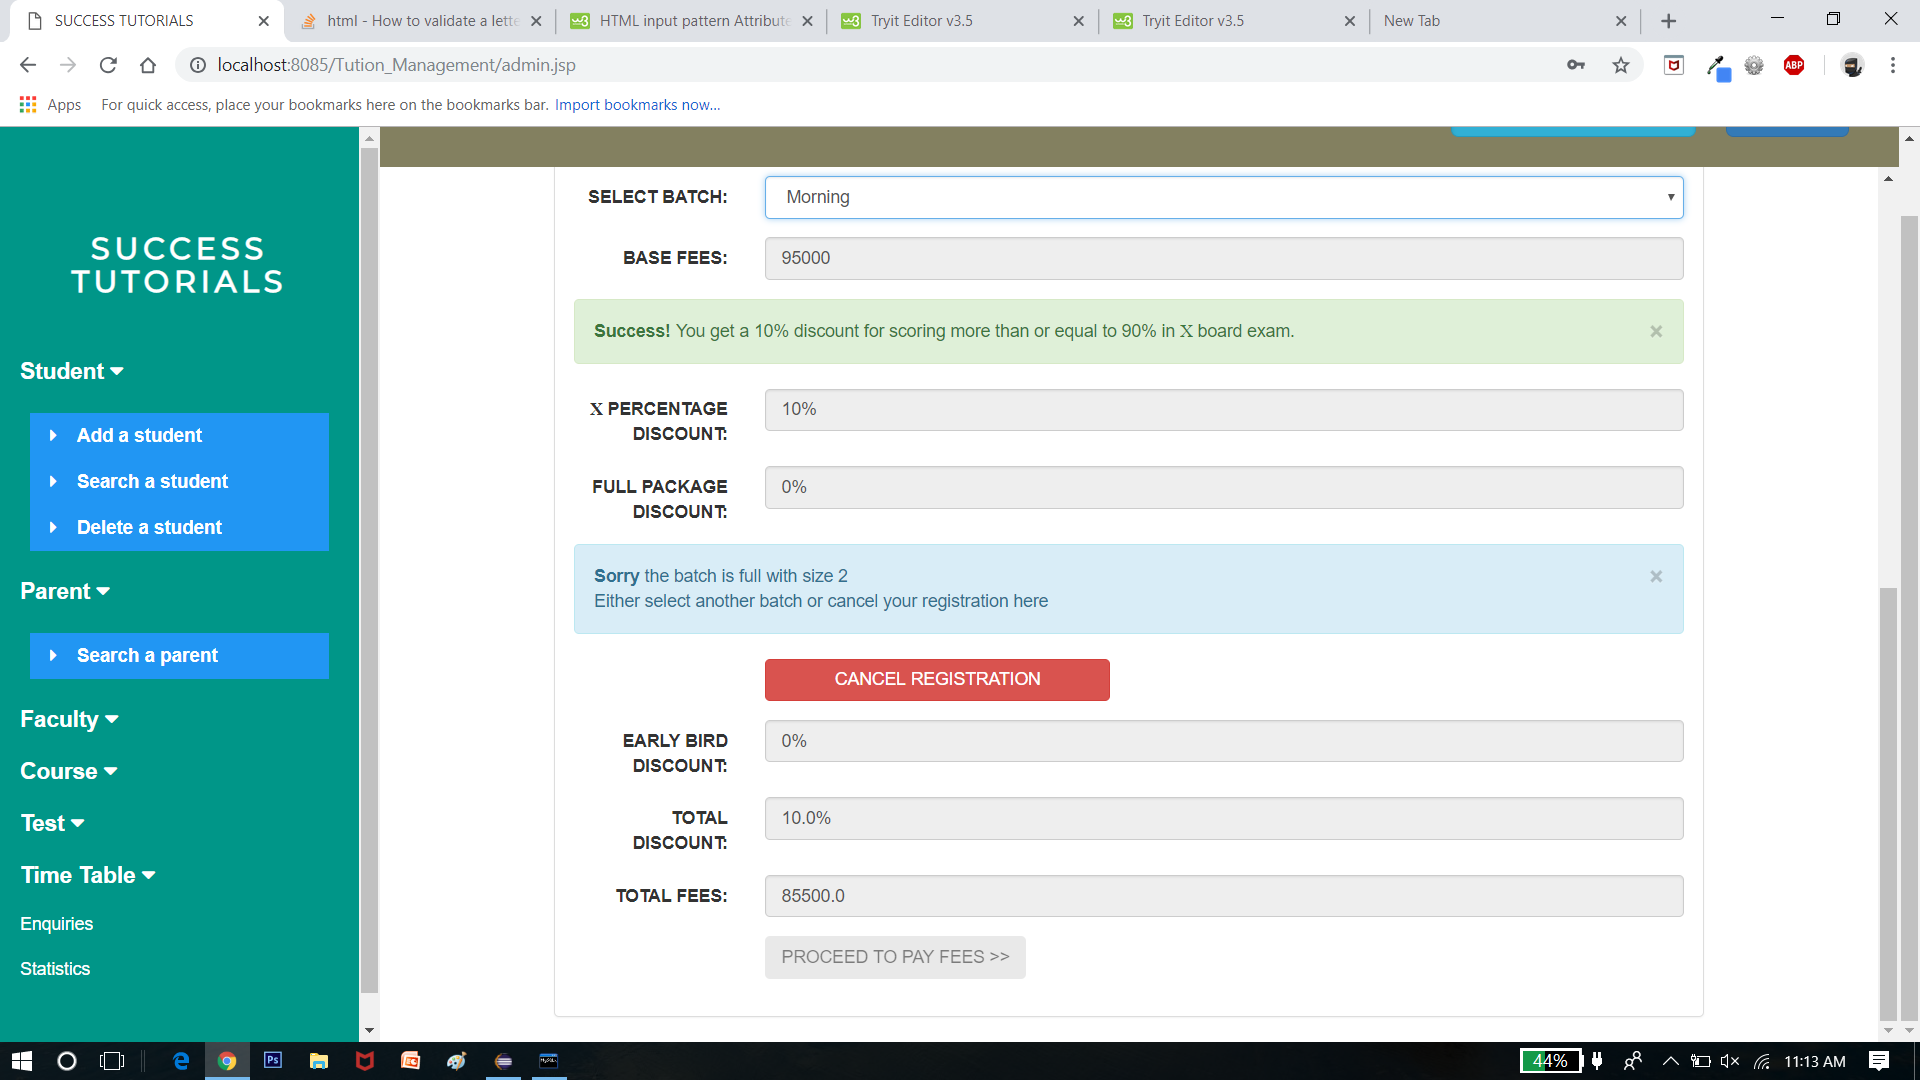 SUCCESS TUTORIALS
html - How to validate a lette
HTML input pattern Attribute
Tryit Editor v3.5
Tryit Editor v3.5
New Tab
localhost:8085/Tution_Management/admin.jsp
ABP
Apps
For quick access, place your bookmarks here on the bookmarks bar. Import bookmarks now...
SUCCESS
TUTORIALS
Student
Add a student
Search a student
Delete a student
Parent
Search a parent
Faculty
Course
Test
Time Table
Enquiries
Statistics
SELECT BATCH:
Morning
BASE FEES:
95000
Success! You get a 10% discount for scoring more than or equal to 90% in X board exam.
×
X PERCENTAGE
DISCOUNT:
10%
FULL PACKAGE
DISCOUNT:
0%
Sorry the batch is full with size 2
×
Either select another batch or cancel your registration here
CANCEL REGISTRATION
EARLY BIRD
DISCOUNT:
0%
TOTAL
DISCOUNT:
10.0%
TOTAL FEES:
85500.0
PROCEED TO PAY FEES >>
Ps
44%
11:13 AM